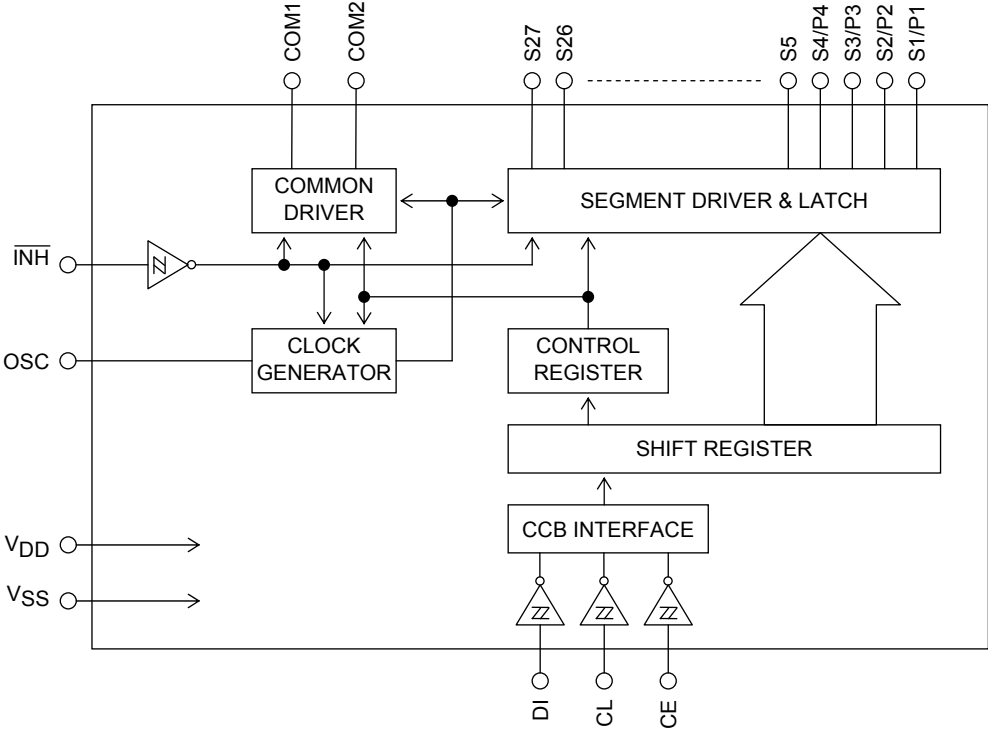 COM1
COM2
S27
S26
S5
S4/P4
S3/P3
S2/P2
S1/P1
COMMON
DRIVER
SEGMENT DRIVER & LATCH
INH
OSC
CLOCK
GENERATOR
CONTROL
REGISTER
SHIFT REGISTER
CCB INTERFACE
VDD
VSS
DI
CL
CE